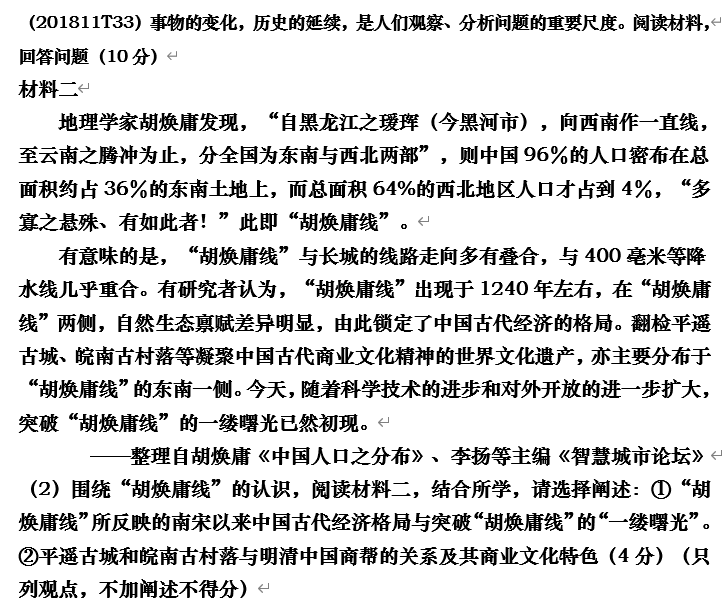 （201811T33）事物的变化，历史的延续，是人们观察、分析问题的重要尺度。阅读材料，
回答问题（10分）
材料二
地理学家胡焕庸发现，“自黑龙江之瑷珲（今黑河市），向西南作一直线，
至云南之腾冲为止，分全国为东南与西北两部”，则中国96%的人口密布在总
面积约占36%的东南土地上，而总面积64%的西北地区人口才占到4%，“多
寡之悬殊、有如此者！”此即“胡焕庸线”。
有意味的是，“胡焕庸线”与长城的线路走向多有叠合，与400毫米等降
水线几乎重合。有研究者认为，“胡焕庸线”出现于1240年左右，在“胡焕庸
线”两侧，自然生态禀赋差异明显，由此锁定了中国古代经济的格局。翻检平遥
古城、皖南古村落等凝聚中国古代商业文化精神的世界文化遗产，亦主要分布于
“胡焕庸线”的东南一侧。今天，随着科学技术的进步和对外开放的进一步扩大，
突破“胡焕庸线”的一缕曙光已然初现。
——整理自胡焕庸《中国人口之分布》、李扬等主编《智慧城市论坛》
（2）围绕“胡焕庸线”的认识，阅读材料二，结合所学，请选择阐述：①“胡
焕庸线”所反映的南宋以来中国古代经济格局与突破“胡焕庸线”的“一缕曙光”。
②平遥古城和皖南古村落与明清中国商帮的关系及其商业文化特色（4分）（只
列观点，不加阐述不得分）